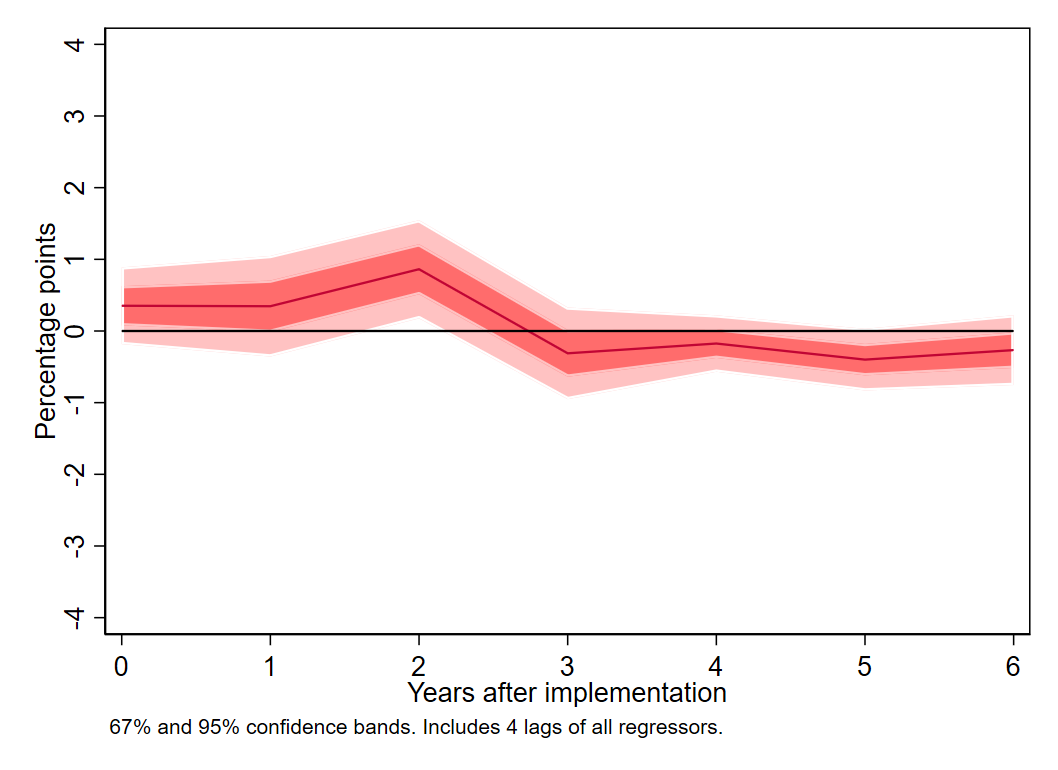 4
3
2
1
0
-1
-2
-3
-4
Percentage points
0 1 2 3 4 5 6
Years after implementation
67% and 95% confidence bands. Includes 4 lags of all regressors.